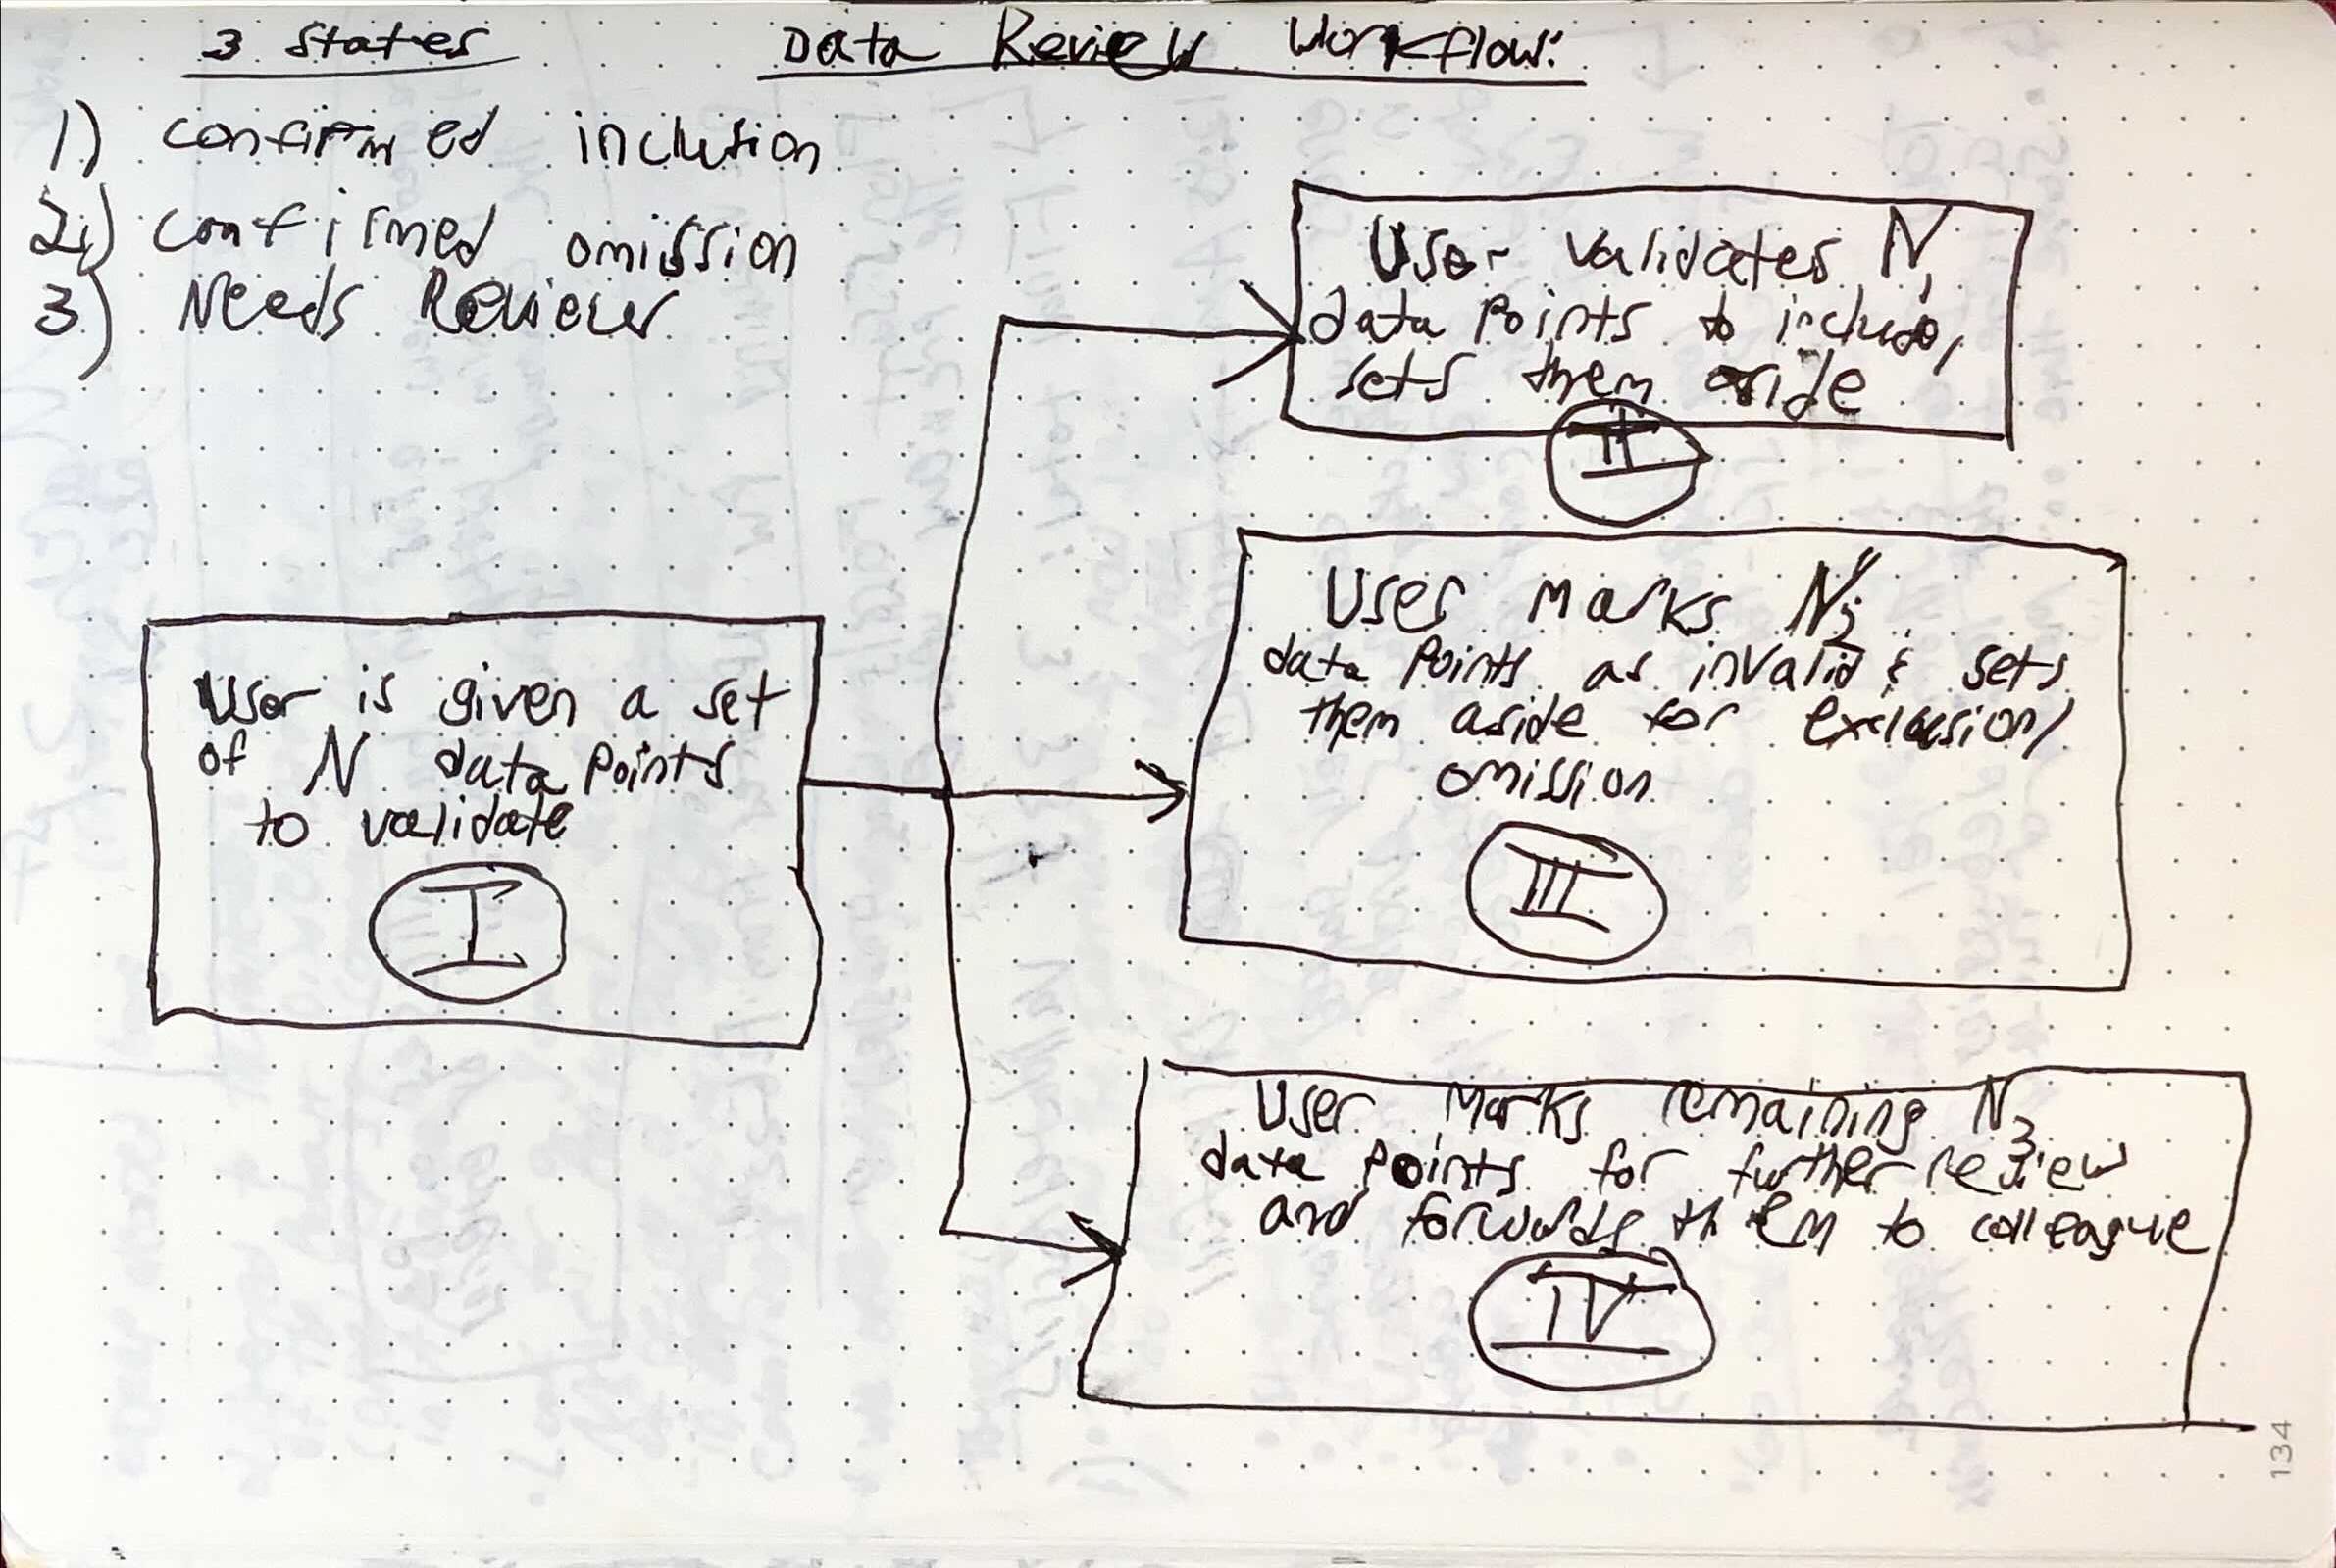 3 States
Data Review Workflow:
1) confirmed inclusion
2) confirmed omission
3) Needs Review
User is given a set
of N data points
to validate
I
User validates N1
data points to include,
sets them aside
II
User marks N2
data points as invalid & sets
them aside for exclusion/
omission
III
User marks remaining N3
data points for further review
and forwards them to colleague
IV
134